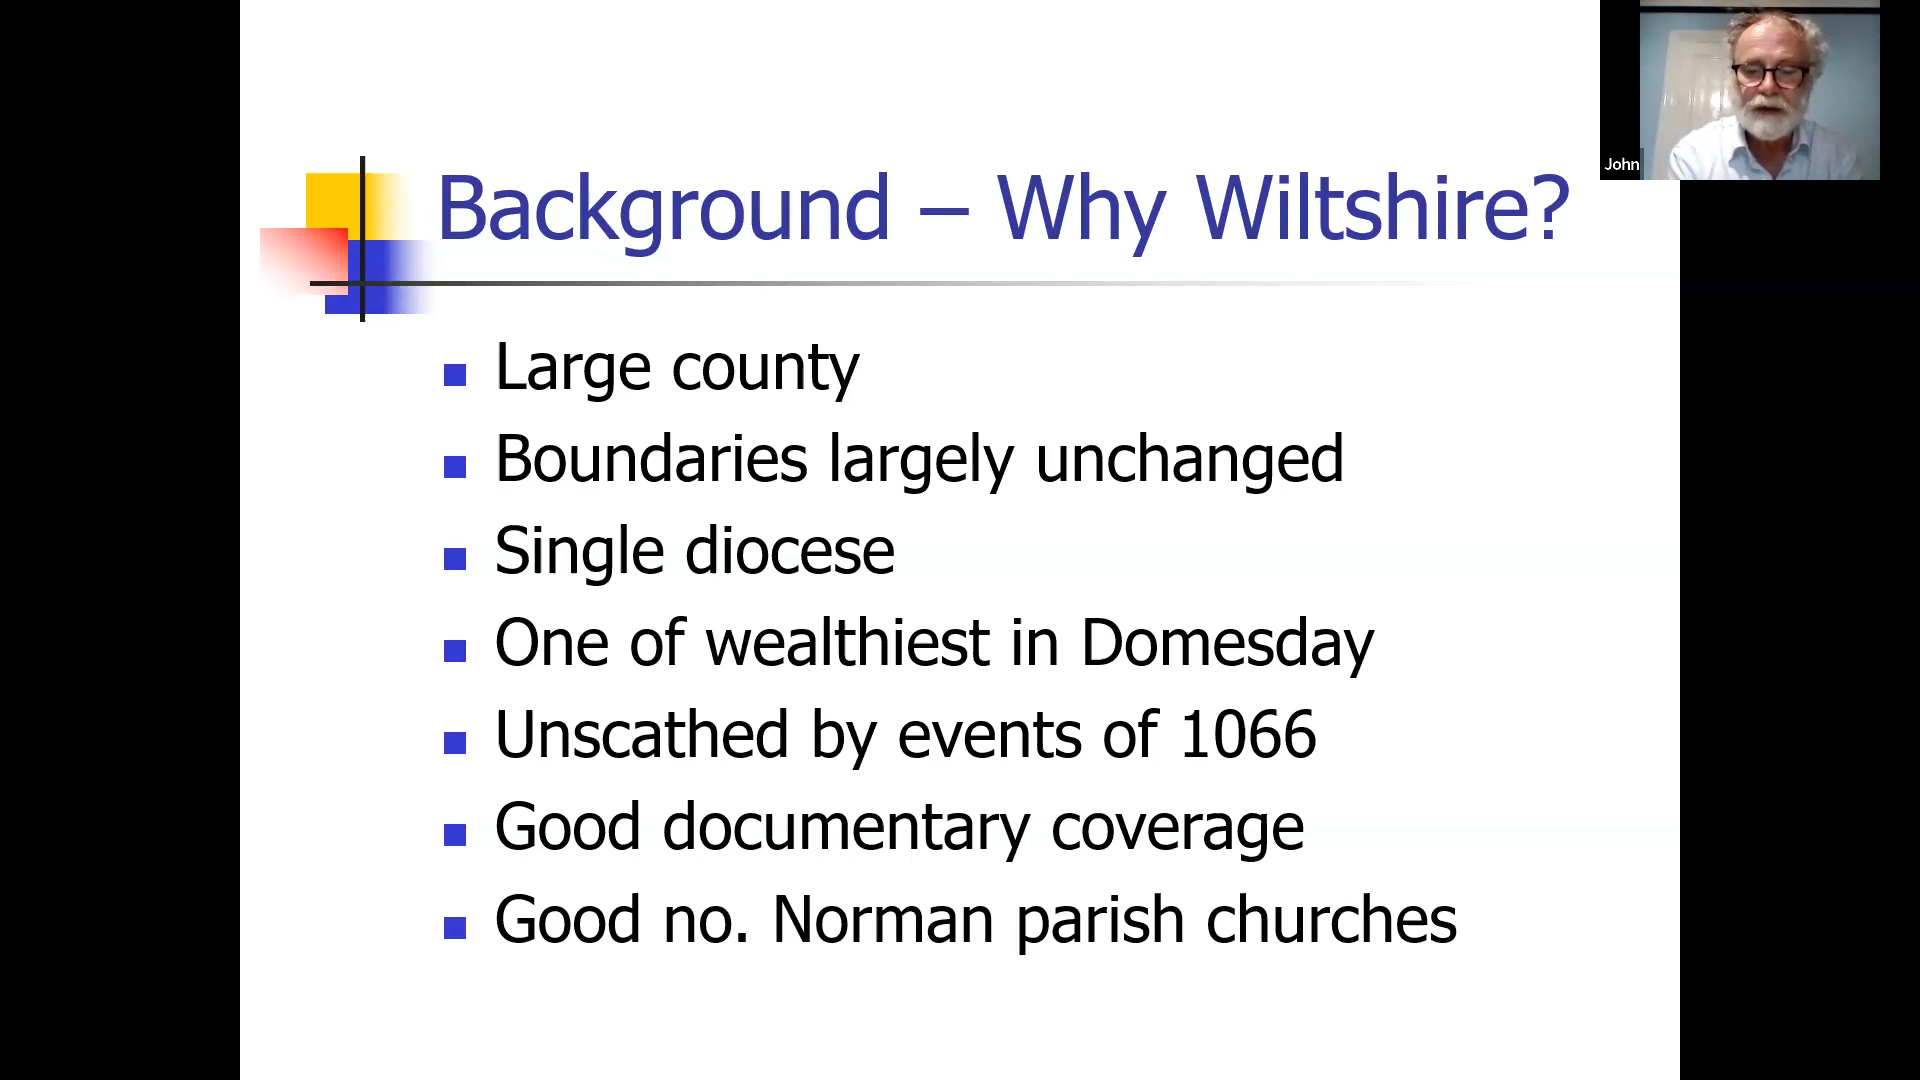 John
Background – Why Wiltshire?
Large county
Boundaries largely unchanged
Single diocese
One of wealthiest in Domesday
Unscathed by events of 1066
Good documentary coverage
Good no. Norman parish churches